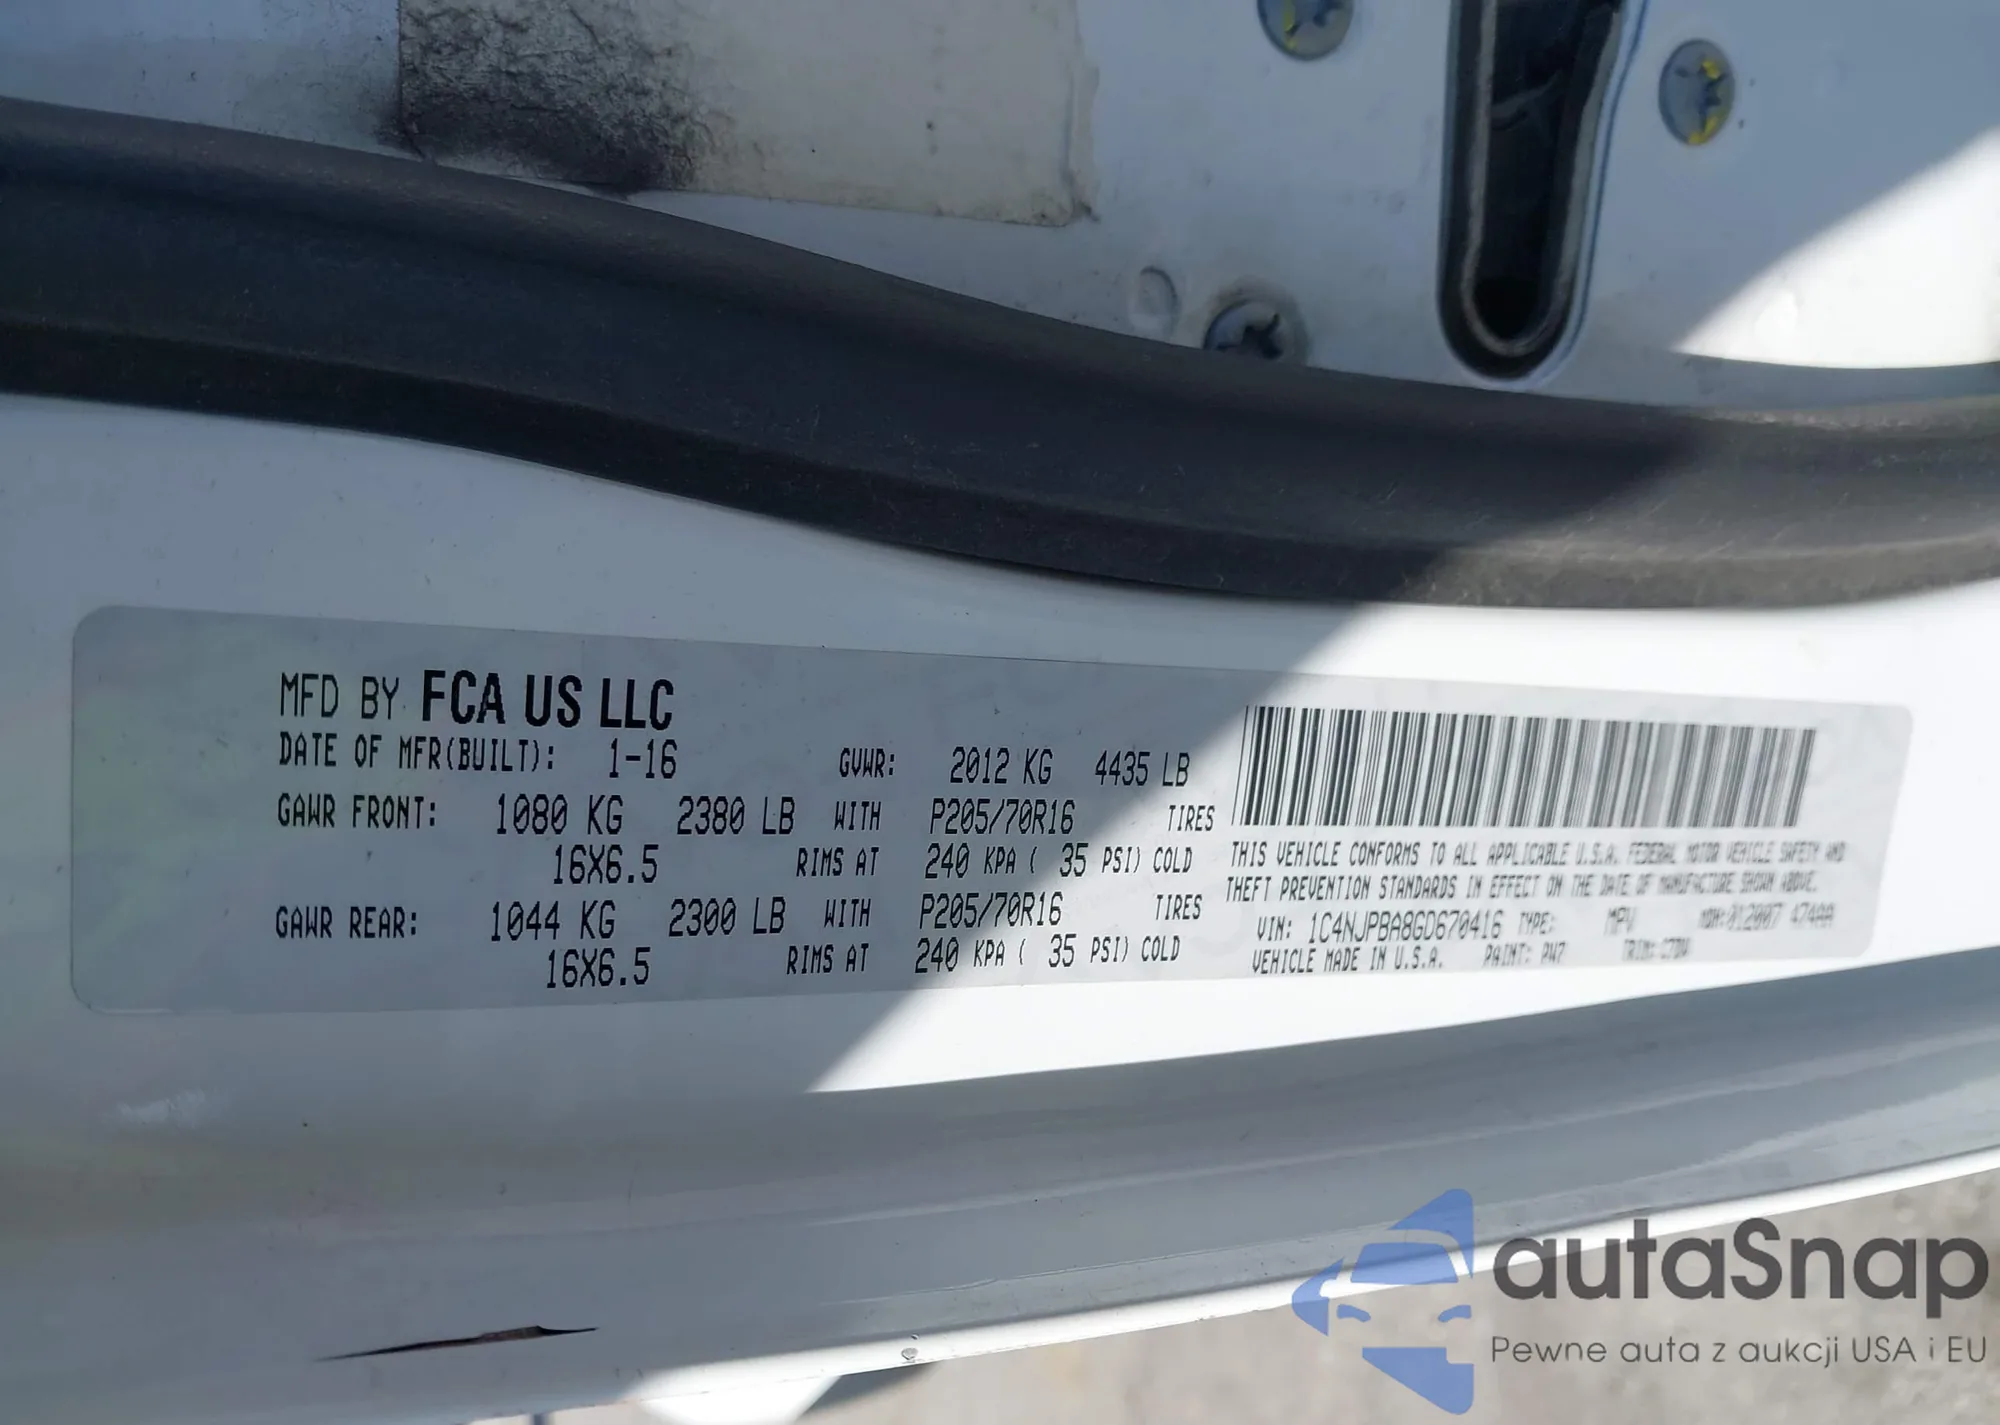 MFD BY FCA US LLC
DATE OF MFR(BUILT): 1-16 GVWR: 2012 KG 4435 LB
GAWR FRONT: 1080 KG 2380 LB WITH P205/70R16 TIRES
16X6.5 RIMS AT 240 KPA ( 35 PSI) COLD
GAWR REAR: 1044 KG 2300 LB WITH P205/70R16 TIRES
16X6.5 RIMS AT 240 KPA ( 35 PSI) COLD
THIS VEHICLE CONFORMS TO ALL APPLICABLE U.S.A. FEDERAL MOTOR VEHICLE SAFETY AND
THEFT PREVENTION STANDARDS IN EFFECT ON THE DATE OF MANUFACTURE SHOWN ABOVE.
VIN: 1C4NJPBA8GD670416 TYPE: MPV MDH:
VEHICLE MADE IN U.S.A. PAINT: PW7 TRIM:
autaSnap
Pewne auta z aukcji USA i EU